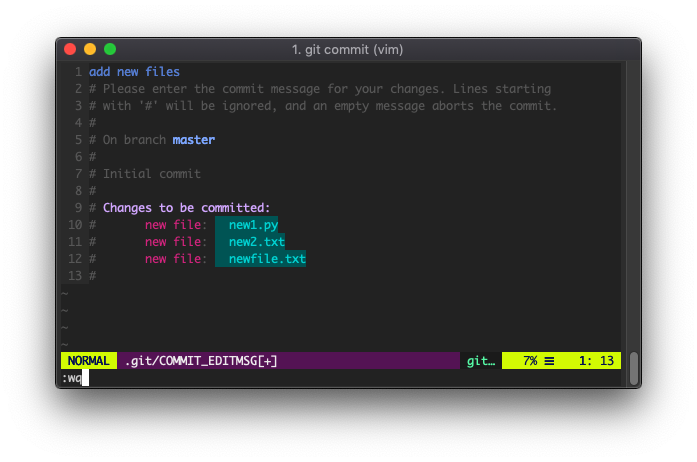 1. git commit (vim)
1 add new files
2 # Please enter the commit message for your changes. Lines starting
3 # with '#' will be ignored, and an empty message aborts the commit.
4 #
5 # On branch master
6 #
7 # Initial commit
8 #
9 # Changes to be committed:
10 #       new file:   new1.py
11 #       new file:   new2.txt
12 #       new file:   newfile.txt
13 #
~
~
~
~
NORMAL .git/COMMIT_EDITMSG[+] git… 7% ☰ 1: 13
:wq